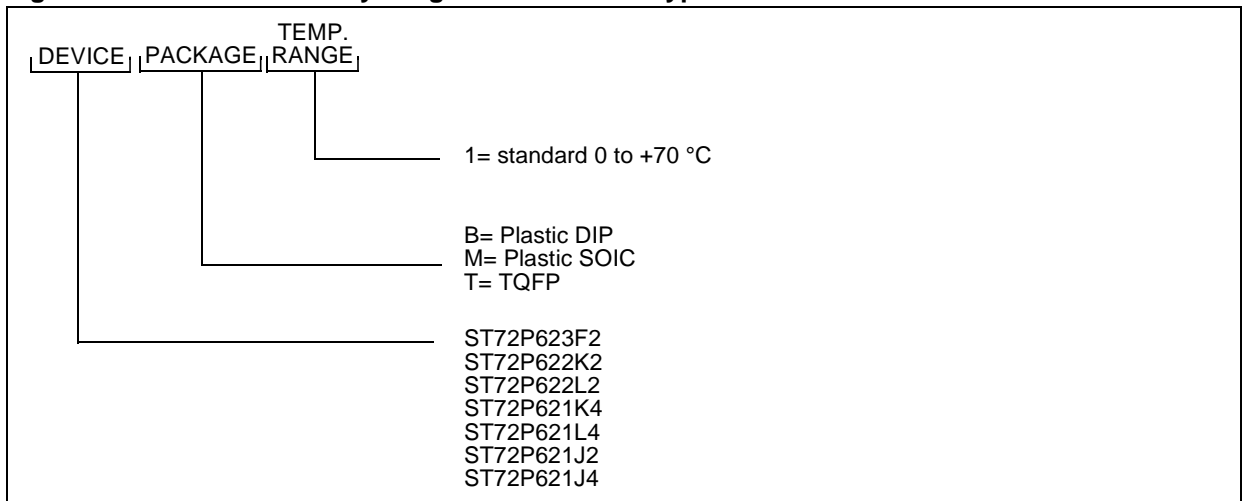 TEMP.
DEVICE PACKAGE RANGE
1= standard 0 to +70 °C
B= Plastic DIP
M= Plastic SOIC
T= TQFP
ST72P623F2
ST72P622K2
ST72P622L2
ST72P621K4
ST72P621L4
ST72P621J2
ST72P621J4